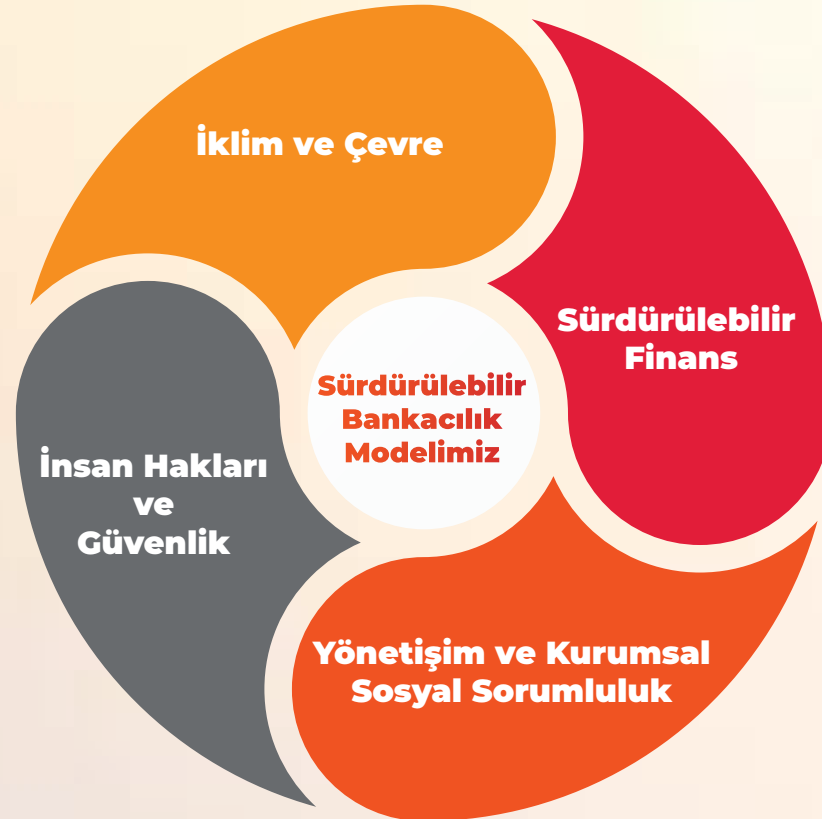 İklim ve Çevre
Sürdürülebilir
Finans
Sürdürülebilir
Bankacılık
Modelimiz
İnsan Hakları
ve
Güvenlik
Yönetişim ve Kurumsal
Sosyal Sorumluluk